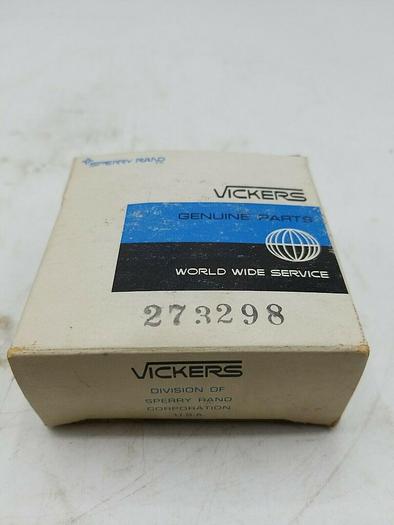 SPERRY RAND
VICKERS
GENUINE PARTS
WORLD WIDE SERVICE
273298
VICKERS
DIVISION OF
SPERRY RAND
CORPORATION
U.S.A.